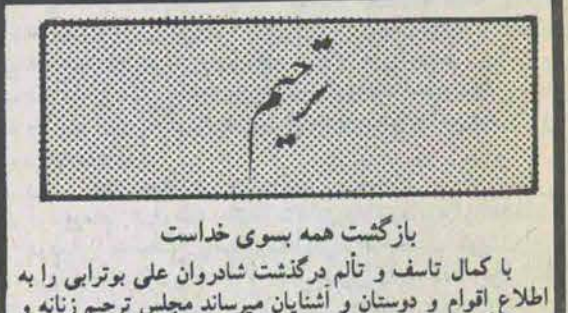 ترحیم
بازگشت همه بسوی خداست
با کمال تاسف و تألم درگذشت شادروان علی بوترابی را به
اطلاع اقوام و دوستان و آشنایان میرساند مجلس ترحیم زنانه و